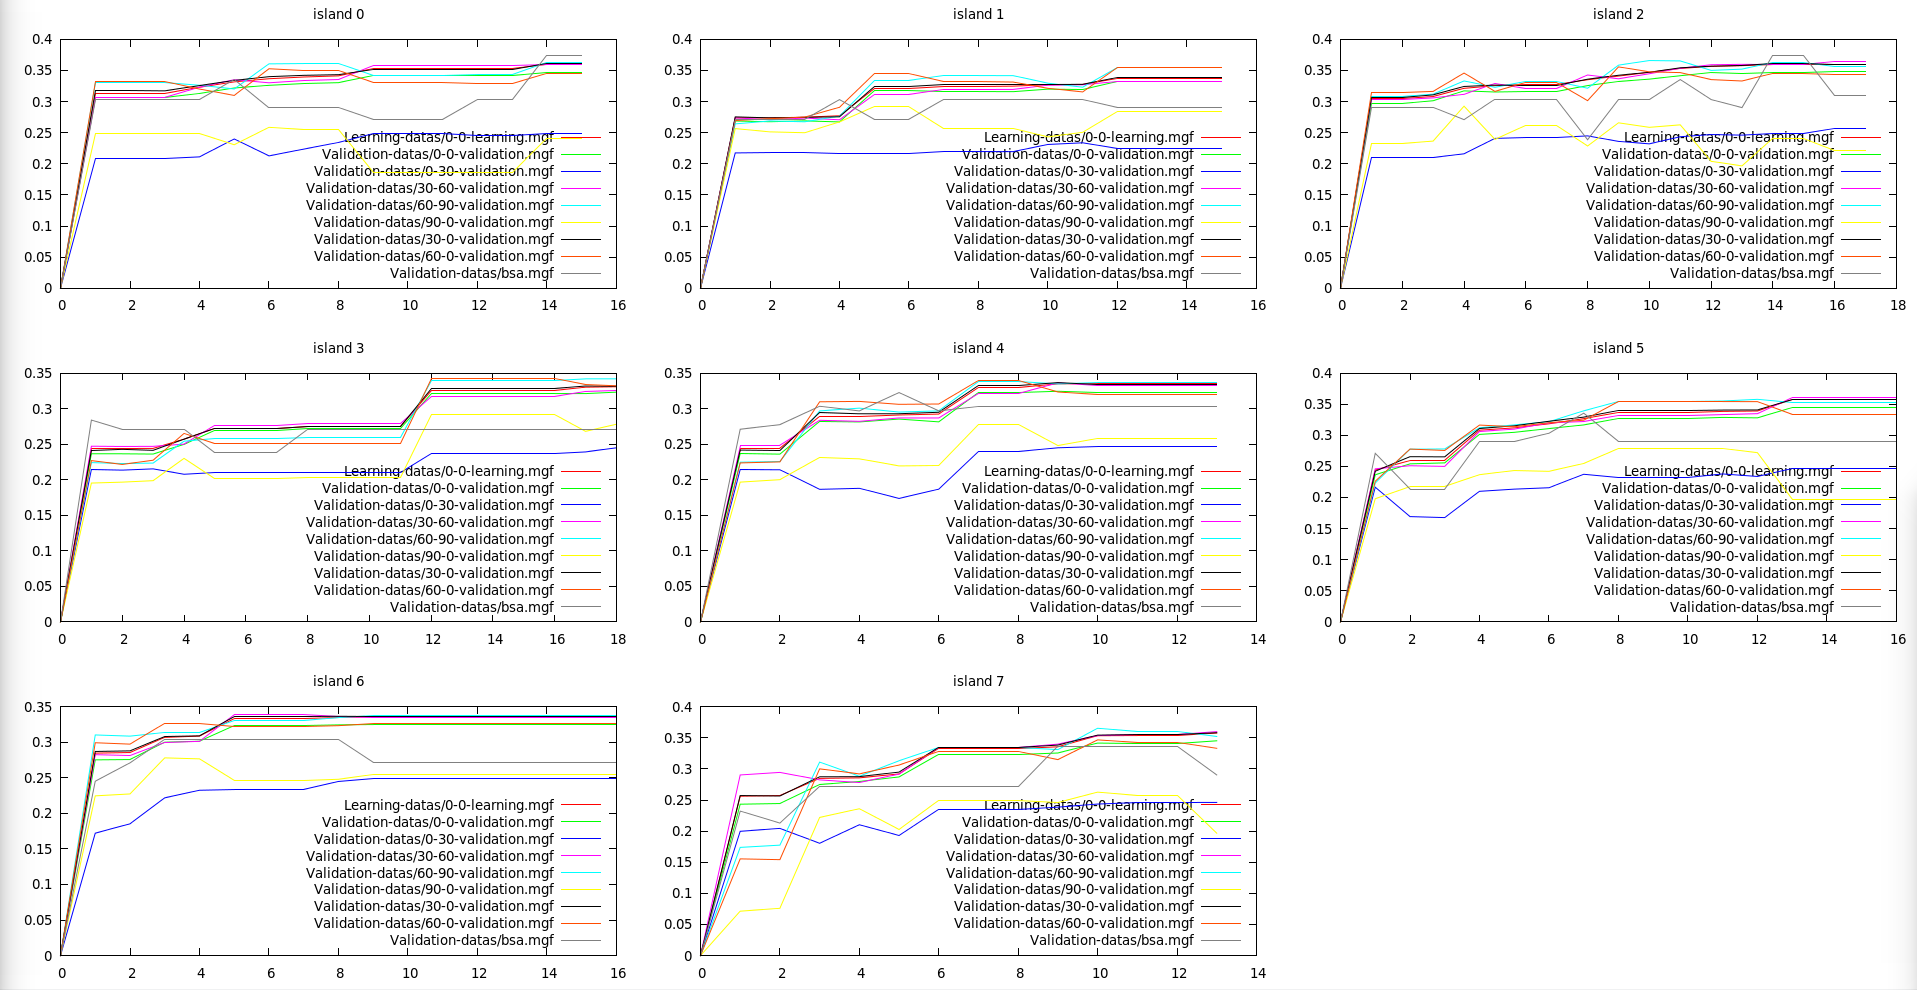 island 0
0.4
0.35
0.3
0.25
0.2
0.15
0.1
0.05
0
Learning-datas/0-0-learning.mgf
Validation-datas/0-0-validation.mgf
Validation-datas/0-30-validation.mgf
Validation-datas/30-60-validation.mgf
Validation-datas/60-90-validation.mgf
Validation-datas/90-0-validation.mgf
Validation-datas/30-0-validation.mgf
Validation-datas/60-0-validation.mgf
Validation-datas/bsa.mgf
0 2 4 6 8 10 12 14 16
island 1
0.4
0.35
0.3
0.25
0.2
0.15
0.1
0.05
0
Learning-datas/0-0-learning.mgf
Validation-datas/0-0-validation.mgf
Validation-datas/0-30-validation.mgf
Validation-datas/30-60-validation.mgf
Validation-datas/60-90-validation.mgf
Validation-datas/90-0-validation.mgf
Validation-datas/30-0-validation.mgf
Validation-datas/60-0-validation.mgf
Validation-datas/bsa.mgf
0 2 4 6 8 10 12 14 16
island 2
0.4
0.35
0.3
0.25
0.2
0.15
0.1
0.05
0
Learning-datas/0-0-learning.mgf
Validation-datas/0-0-validation.mgf
Validation-datas/0-30-validation.mgf
Validation-datas/30-60-validation.mgf
Validation-datas/60-90-validation.mgf
Validation-datas/90-0-validation.mgf
Validation-datas/30-0-validation.mgf
Validation-datas/60-0-validation.mgf
Validation-datas/bsa.mgf
0 2 4 6 8 10 12 14 16 18
island 3
0.35
0.3
0.25
0.2
0.15
0.1
0.05
0
Learning-datas/0-0-learning.mgf
Validation-datas/0-0-validation.mgf
Validation-datas/0-30-validation.mgf
Validation-datas/30-60-validation.mgf
Validation-datas/60-90-validation.mgf
Validation-datas/90-0-validation.mgf
Validation-datas/30-0-validation.mgf
Validation-datas/60-0-validation.mgf
Validation-datas/bsa.mgf
0 2 4 6 8 10 12 14 16 18
island 4
0.35
0.3
0.25
0.2
0.15
0.1
0.05
0
Learning-datas/0-0-learning.mgf
Validation-datas/0-0-validation.mgf
Validation-datas/0-30-validation.mgf
Validation-datas/30-60-validation.mgf
Validation-datas/60-90-validation.mgf
Validation-datas/90-0-validation.mgf
Validation-datas/30-0-validation.mgf
Validation-datas/60-0-validation.mgf
Validation-datas/bsa.mgf
0 2 4 6 8 10 12 14
island 5
0.4
0.35
0.3
0.25
0.2
0.15
0.1
0.05
0
Learning-datas/0-0-learning.mgf
Validation-datas/0-0-validation.mgf
Validation-datas/0-30-validation.mgf
Validation-datas/30-60-validation.mgf
Validation-datas/60-90-validation.mgf
Validation-datas/90-0-validation.mgf
Validation-datas/30-0-validation.mgf
Validation-datas/60-0-validation.mgf
Validation-datas/bsa.mgf
0 2 4 6 8 10 12 14 16
island 6
0.35
0.3
0.25
0.2
0.15
0.1
0.05
0
Learning-datas/0-0-learning.mgf
Validation-datas/0-0-validation.mgf
Validation-datas/0-30-validation.mgf
Validation-datas/30-60-validation.mgf
Validation-datas/60-90-validation.mgf
Validation-datas/90-0-validation.mgf
Validation-datas/30-0-validation.mgf
Validation-datas/60-0-validation.mgf
Validation-datas/bsa.mgf
0 2 4 6 8 10 12 14 16
island 7
0.4
0.35
0.3
0.25
0.2
0.15
0.1
0.05
0
Learning-datas/0-0-learning.mgf
Validation-datas/0-0-validation.mgf
Validation-datas/0-30-validation.mgf
Validation-datas/30-60-validation.mgf
Validation-datas/60-90-validation.mgf
Validation-datas/90-0-validation.mgf
Validation-datas/30-0-validation.mgf
Validation-datas/60-0-validation.mgf
Validation-datas/bsa.mgf
0 2 4 6 8 10 12 14